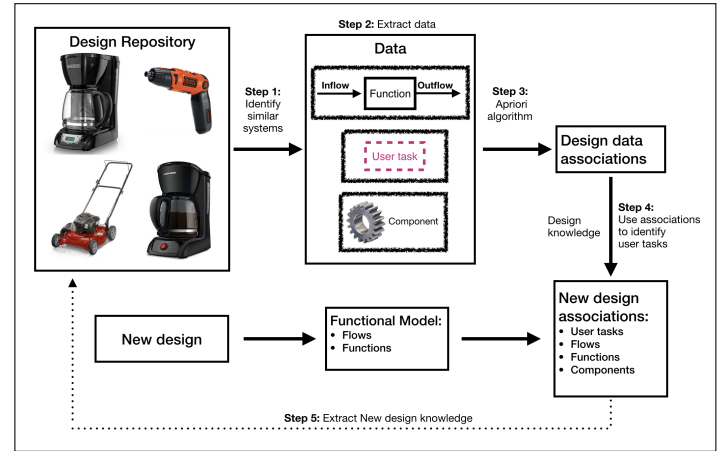 Step 2: Extract data
Design Repository
Data
Inflow
Function
Outflow
Step 1:
Identify
similar
systems
User task
Component
Step 3:
Apriori
algorithm
Design data
associations
Design
knowledge
Step 4:
Use associations
to identify
user tasks
New design
Functional Model:
• Flows
• Functions
New design
associations:
• User tasks
• Flows
• Functions
• Components
Step 5: Extract New design knowledge